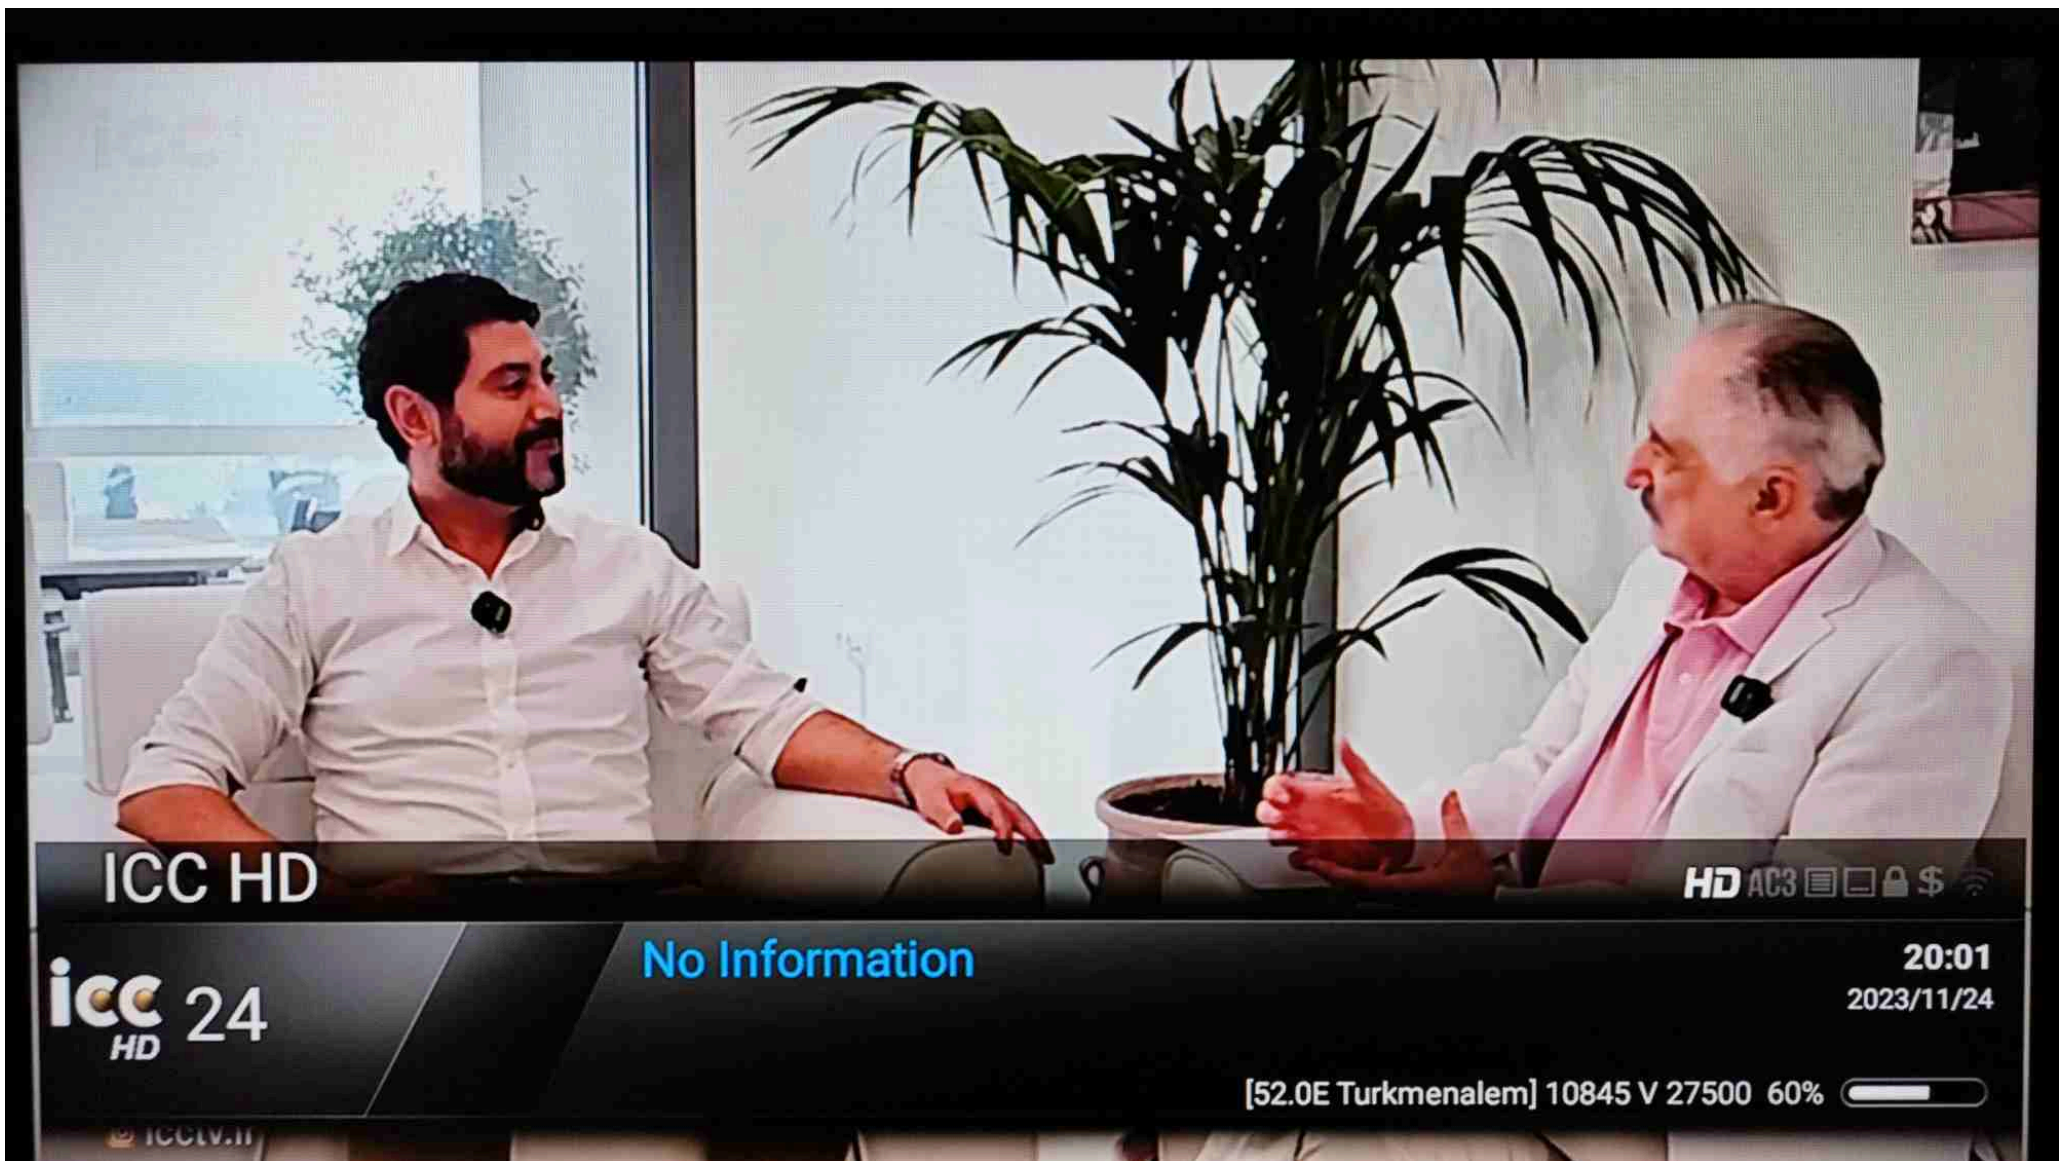 ICC HD
HD AC3 $
icc HD 24
No Information
20:01
2023/11/24
[52.0E Turkmenalem] 10845 V 27500 60%